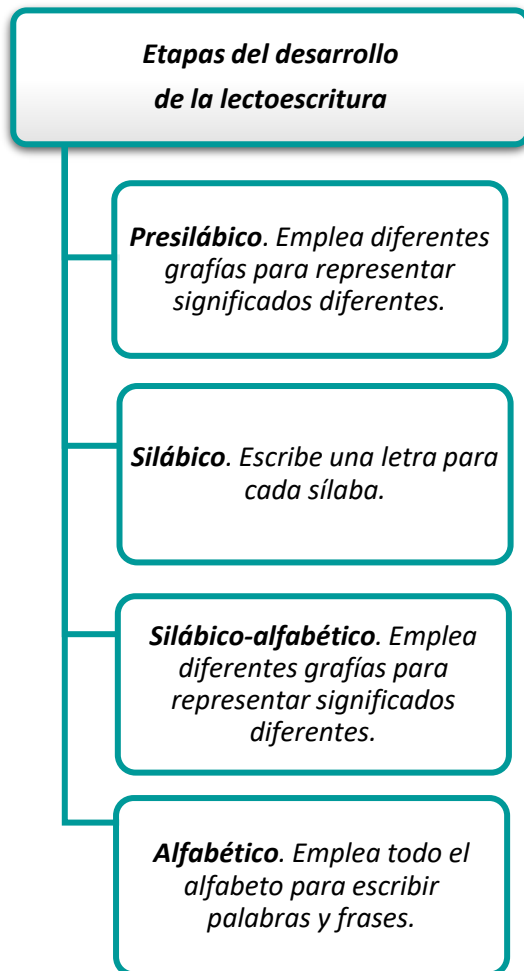 Etapas del desarrollo
de la lectoescritura
Presilábico. Emplea diferentes
grafías para representar
significados diferentes.
Silábico. Escribe una letra para
cada sílaba.
Silábico-alfabético. Emplea
diferentes grafías para
representar significados
diferentes.
Alfabético. Emplea todo el
alfabeto para escribir
palabras y frases.